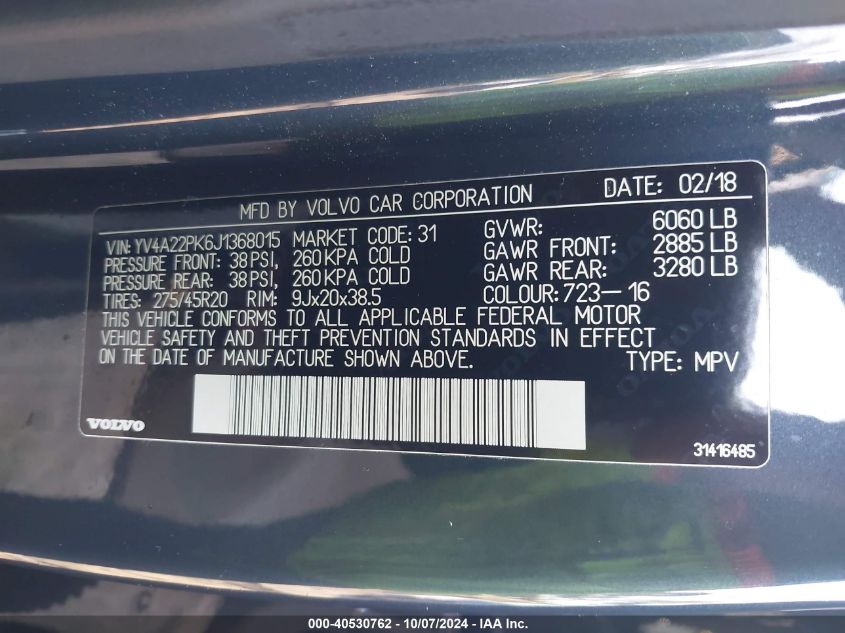 MFD BY VOLVO CAR CORPORATION DATE: 02/18
VIN: YV4A22PK6J1368015 MARKET CODE: 31 GVWR: 6060 LB
PRESSURE FRONT: 38 PSI, 260 KPA COLD GAWR FRONT: 2885 LB
PRESSURE REAR: 38 PSI, 260 KPA COLD GAWR REAR: 3280 LB
TIRES: 275/45R20 RIM: 9Jx20x38.5 COLOUR: 723-16
THIS VEHICLE CONFORMS TO ALL APPLICABLE FEDERAL MOTOR
VEHICLE SAFETY AND THEFT PREVENTION STANDARDS IN EFFECT
ON THE DATE OF MANUFACTURE SHOWN ABOVE. TYPE: MPV
VOLVO 31416485
000-40530762 - 10/07/2024 - IAA Inc.